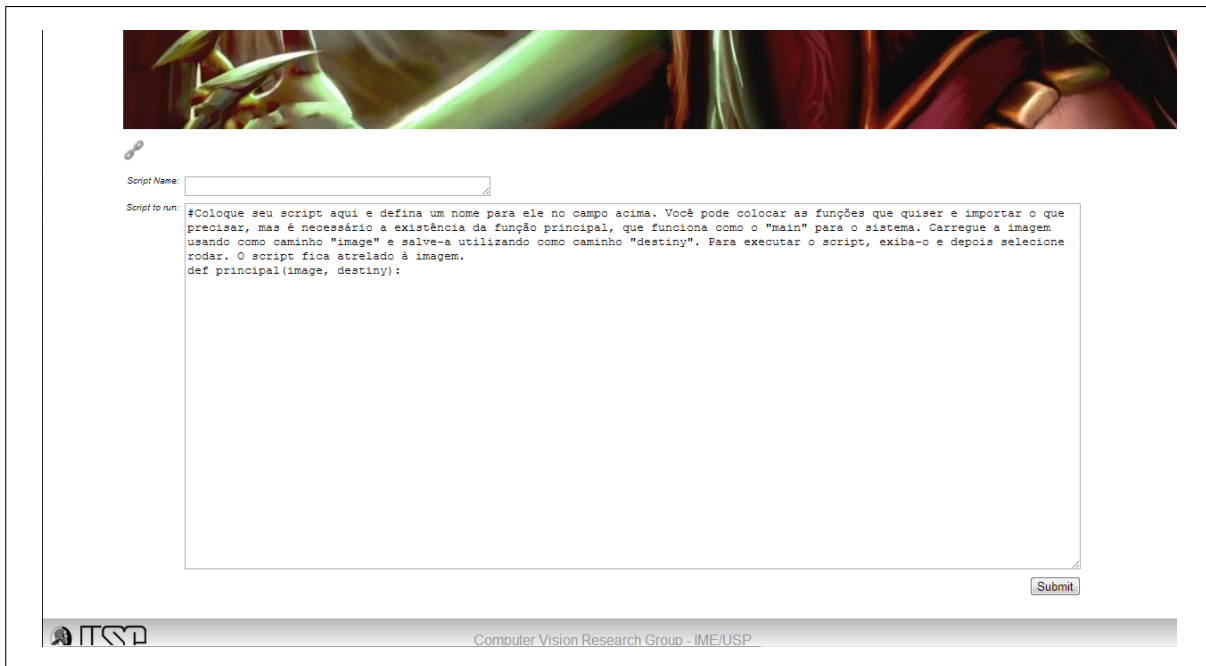 Script Name:
Script to run:
#Coloque seu script aqui e defina um nome para ele no campo acima. Você pode colocar as funções que quiser e importar o que
precisar, mas é necessário a existência da função principal, que funciona como o "main" para o sistema. Carregue a imagem
usando como caminho "image" e salve-a utilizando como caminho "destiny". Para executar o script, exiba-o e depois selecione
rodar. O script fica atrelado à imagem.
def principal(image, destiny):
Submit
Computer Vision Research Group - IME/USP